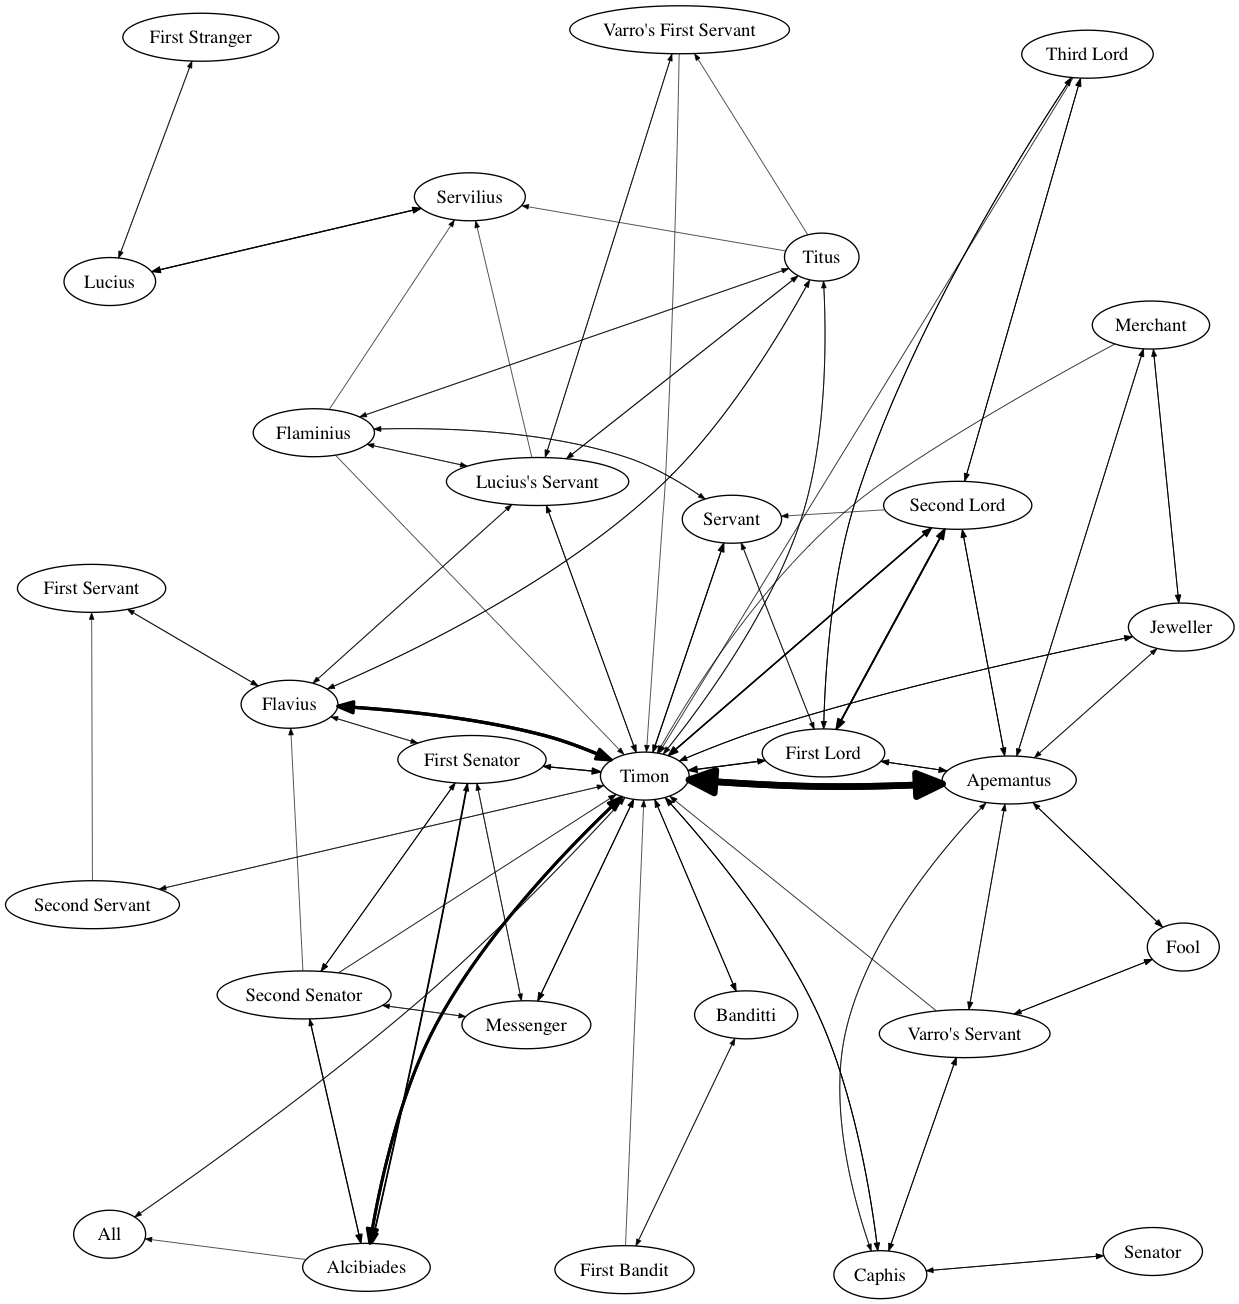 Varro's First Servant
First Stranger
Third Lord
Servilius
Titus
Lucius
Merchant
Flaminius
Lucius's Servant
Second Lord
Servant
First Servant
Jeweller
Flavius
First Lord
First Senator
Timon
Apemantus
Second Servant
Fool
Second Senator
Banditti
Messenger
Varro's Servant
All
Senator
Alcibiades
First Bandit
Caphis